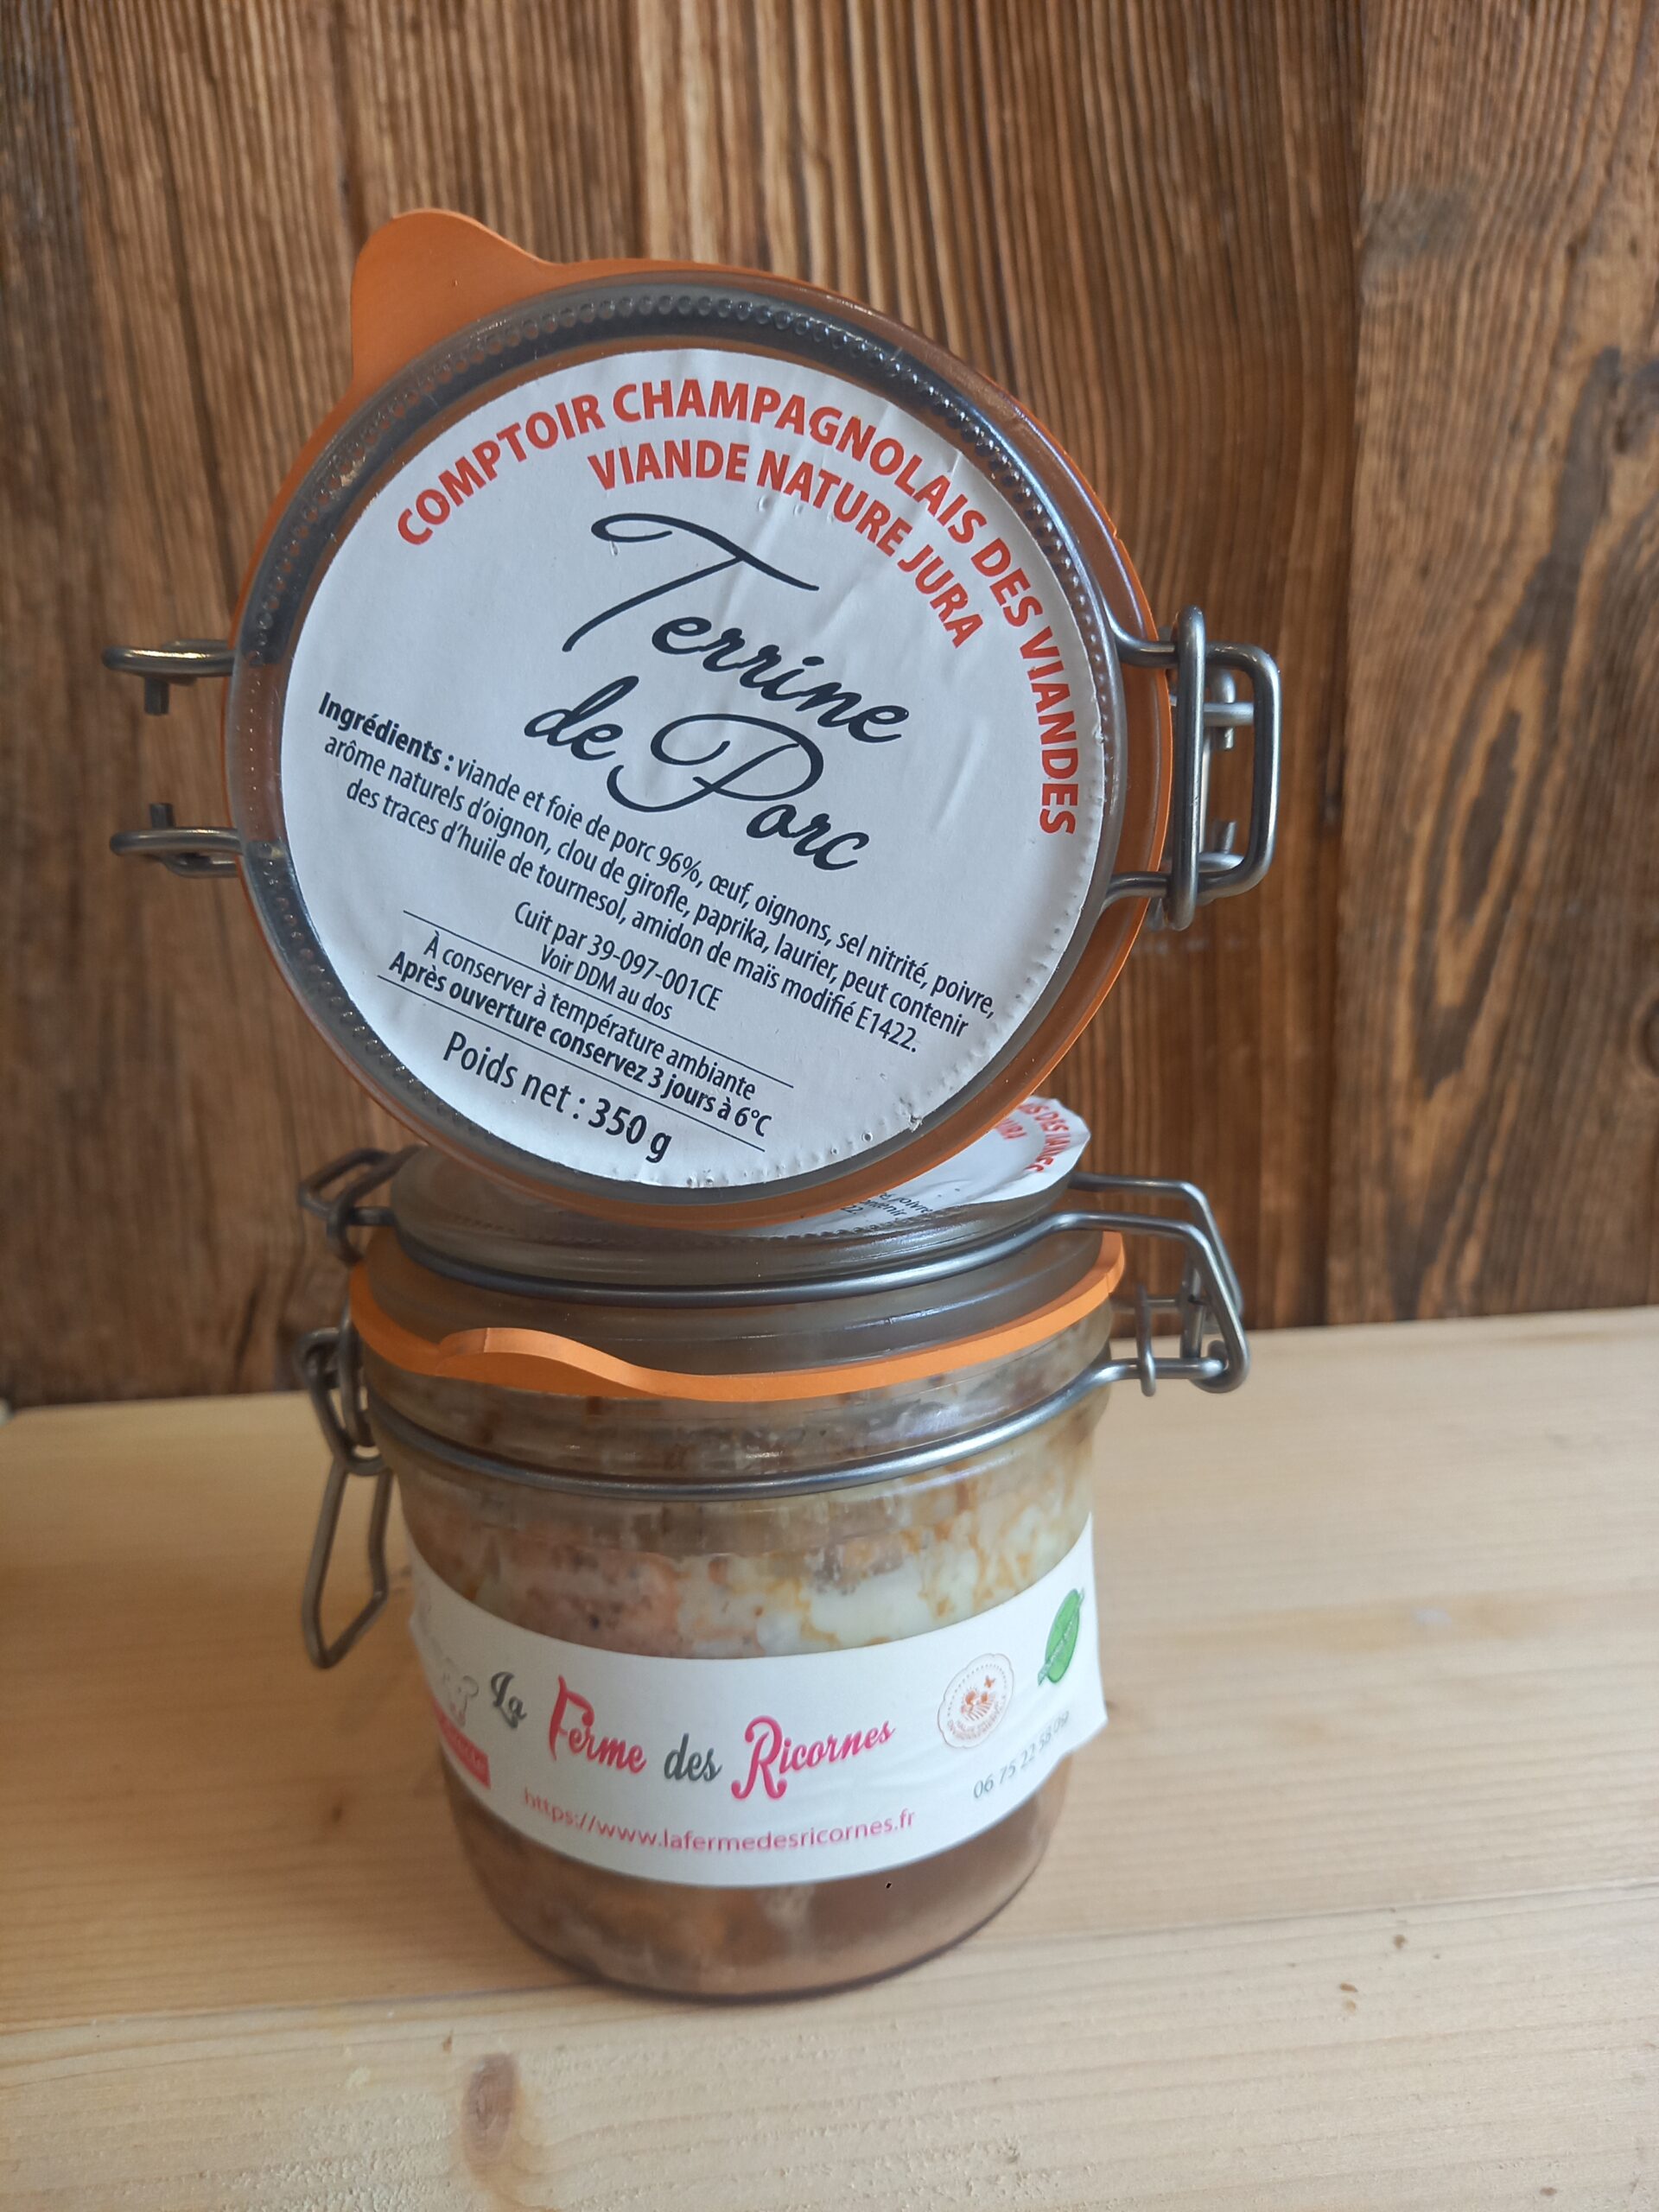 COMPTOIR CHAMPAGNOLAIS DES VIANDES
VIANDE NATURE JURA
Terrine
de Porc
Ingrédients : viande et foie de porc 96%, œuf, oignons, sel nitrité, poivre,
arôme naturels d'oignon, clou de girofle, paprika, laurier, peut contenir
des traces d'huile de tournesol, amidon de maïs modifié E1422.
Cuit par 39-097-001CE
Voir DDM au dos
À conserver à température ambiante
Après ouverture conservez 3 jours à 6°C
Poids net : 350 g
La Ferme des Ricornes
https://www.lafermedesricornes.fr
06 75 22 58 09